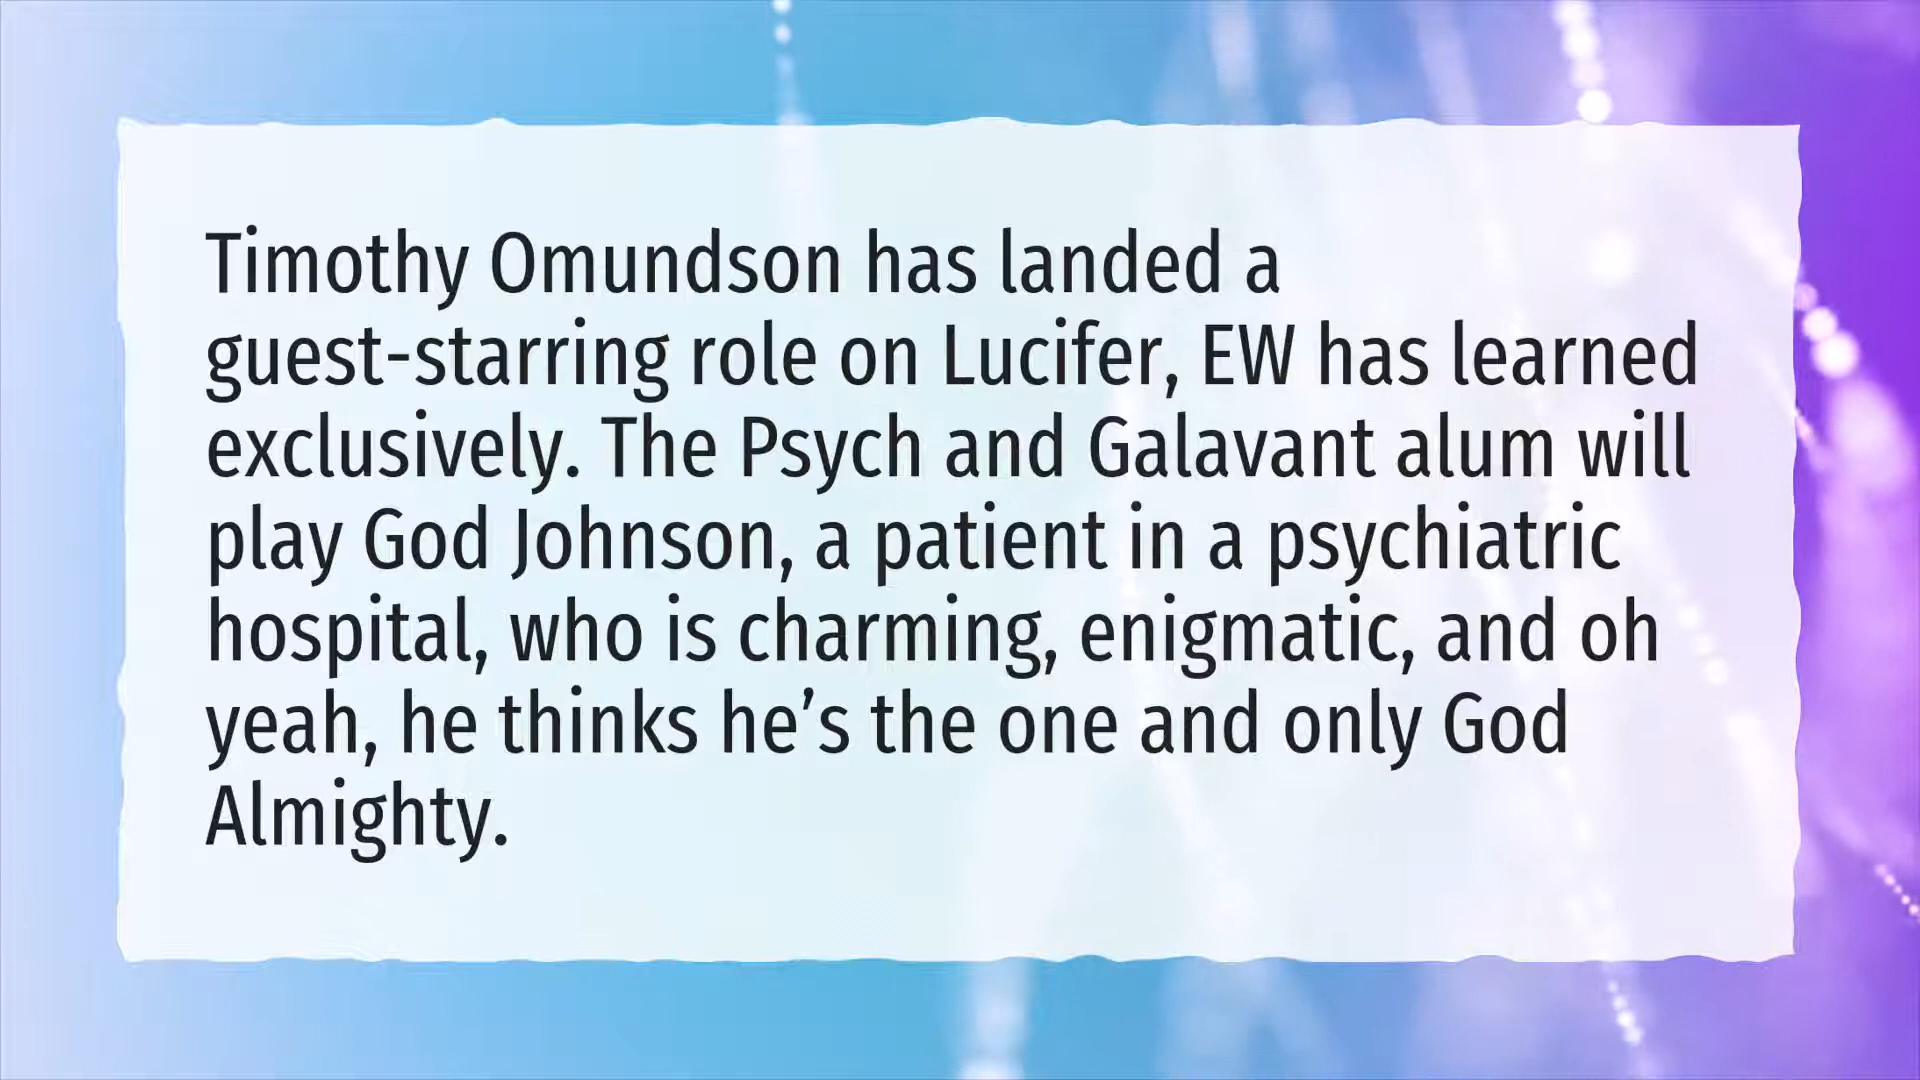 Timothy Omundson has landed a
guest-starring role on Lucifer, EW has learned
exclusively. The Psych and Galavant alum will
play God Johnson, a patient in a psychiatric
hospital, who is charming, enigmatic, and oh
yeah, he thinks he’s the one and only God
Almighty.